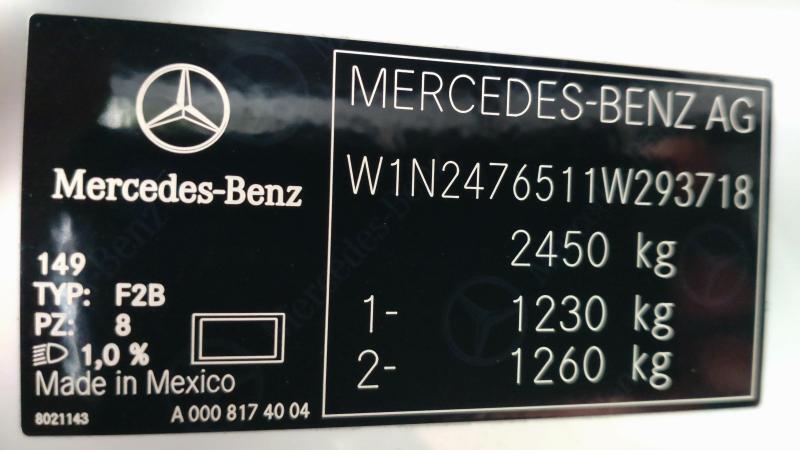 Mercedes-Benz
149
TYP: F2B
PZ: 8
1,0 %
Made in Mexico
8021143 A 000 817 40 04
MERCEDES-BENZ AG
W1N2476511W293718
2450 kg
1- 1230 kg
2- 1260 kg